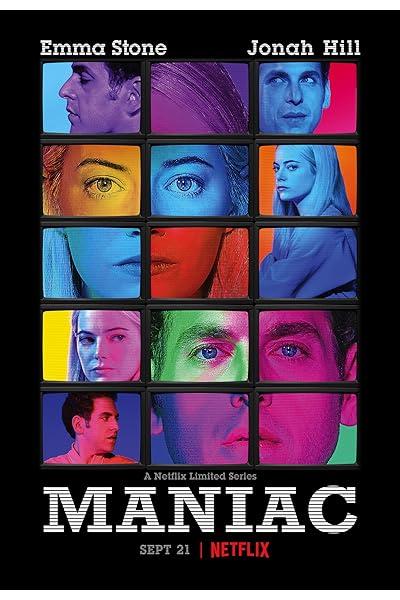 Emma Stone Jonah Hill
A Netflix Limited Series
MANIAC
SEPT 21 | NETFLIX